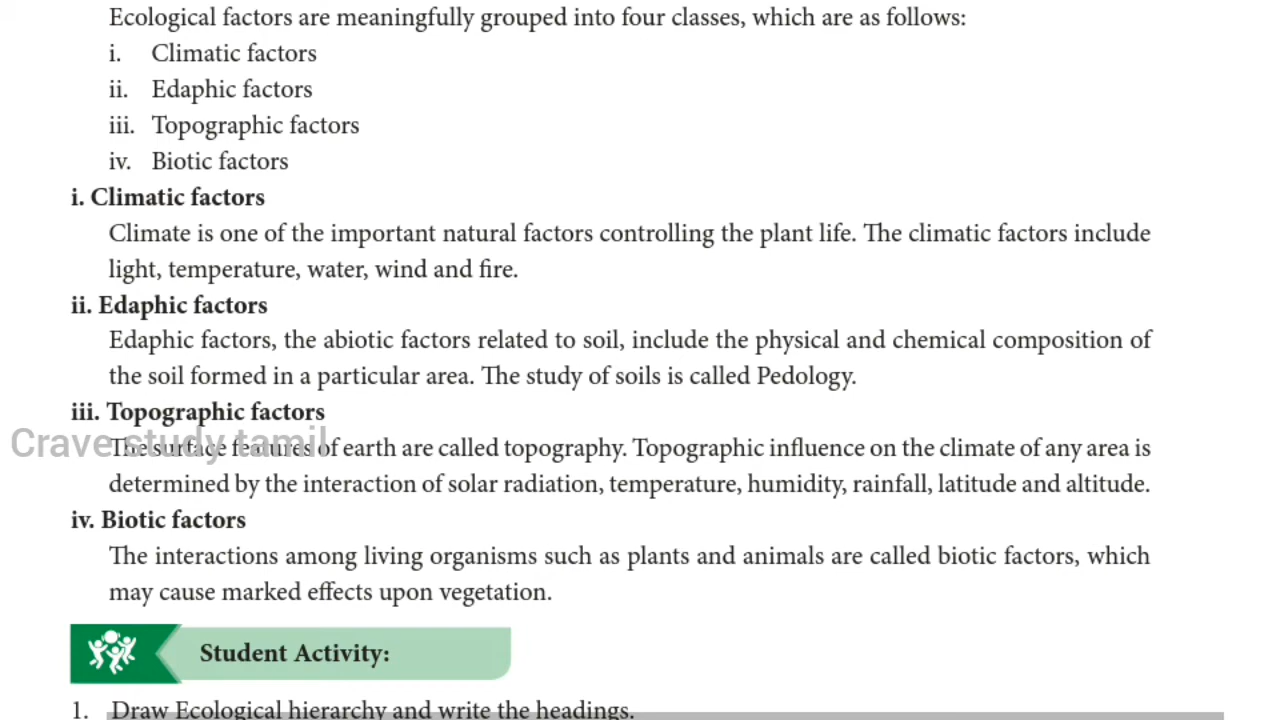 Ecological factors are meaningfully grouped into four classes, which are as follows:
i. Climatic factors
ii. Edaphic factors
iii. Topographic factors
iv. Biotic factors
i. Climatic factors
Climate is one of the important natural factors controlling the plant life. The climatic factors include
light, temperature, water, wind and fire.
ii. Edaphic factors
Edaphic factors, the abiotic factors related to soil, include the physical and chemical composition of
the soil formed in a particular area. The study of soils is called Pedology.
iii. Topographic factors
Crave study tamil
The surface features of earth are called topography. Topographic influence on the climate of any area is
determined by the interaction of solar radiation, temperature, humidity, rainfall, latitude and altitude.
iv. Biotic factors
The interactions among living organisms such as plants and animals are called biotic factors, which
may cause marked effects upon vegetation.
Student Activity:
1. Draw Ecological hierarchy and write the headings.